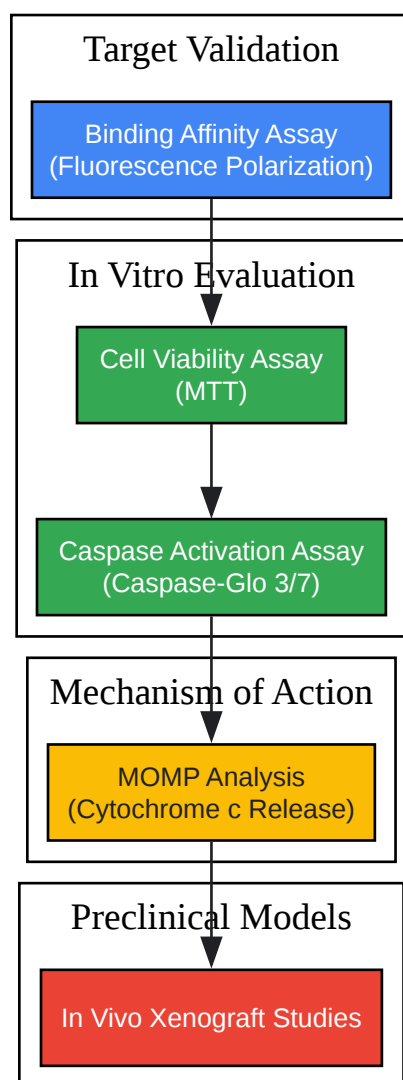 Target Validation
Binding Affinity Assay
(Fluorescence Polarization)
In Vitro Evaluation
Cell Viability Assay
(MTT)
Caspase Activation Assay
(Caspase-Glo 3/7)
Mechanism of Action
MOMP Analysis
(Cytochrome c Release)
Preclinical Models
In Vivo Xenograft Studies